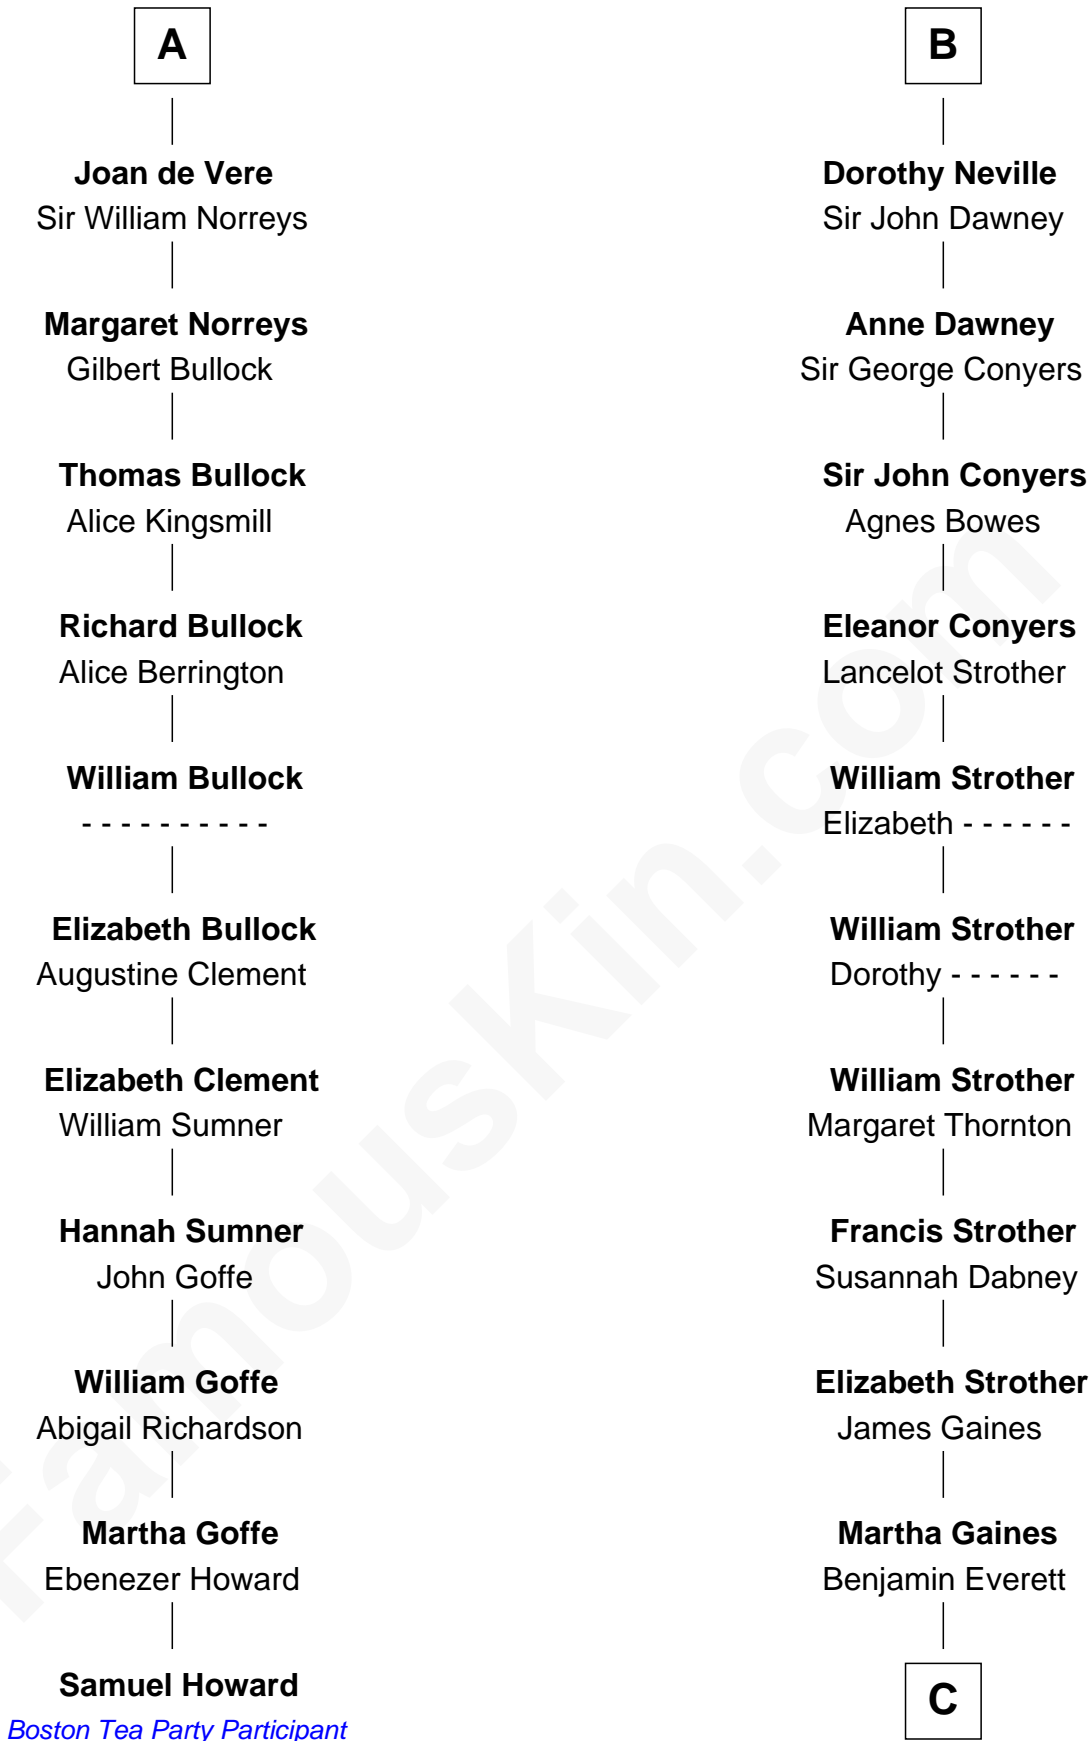 A
Joan de Vere
Sir William Norreys
Margaret Norreys
Gilbert Bullock
Thomas Bullock
Alice Kingsmill
Richard Bullock
Alice Berrington
William Bullock
- - - - - - - - - -
Elizabeth Bullock
Augustine Clement
Elizabeth Clement
William Sumner
Hannah Sumner
John Goffe
William Goffe
Abigail Richardson
Martha Goffe
Ebenezer Howard
Samuel Howard
Boston Tea Party Participant
B
Dorothy Neville
Sir John Dawney
Anne Dawney
Sir George Conyers
Sir John Conyers
Agnes Bowes
Eleanor Conyers
Lancelot Strother
William Strother
Elizabeth - - - - - -
William Strother
Dorothy - - - - - -
William Strother
Margaret Thornton
Francis Strother
Susannah Dabney
Elizabeth Strother
James Gaines
Martha Gaines
Benjamin Everett
C
FamousKin.com